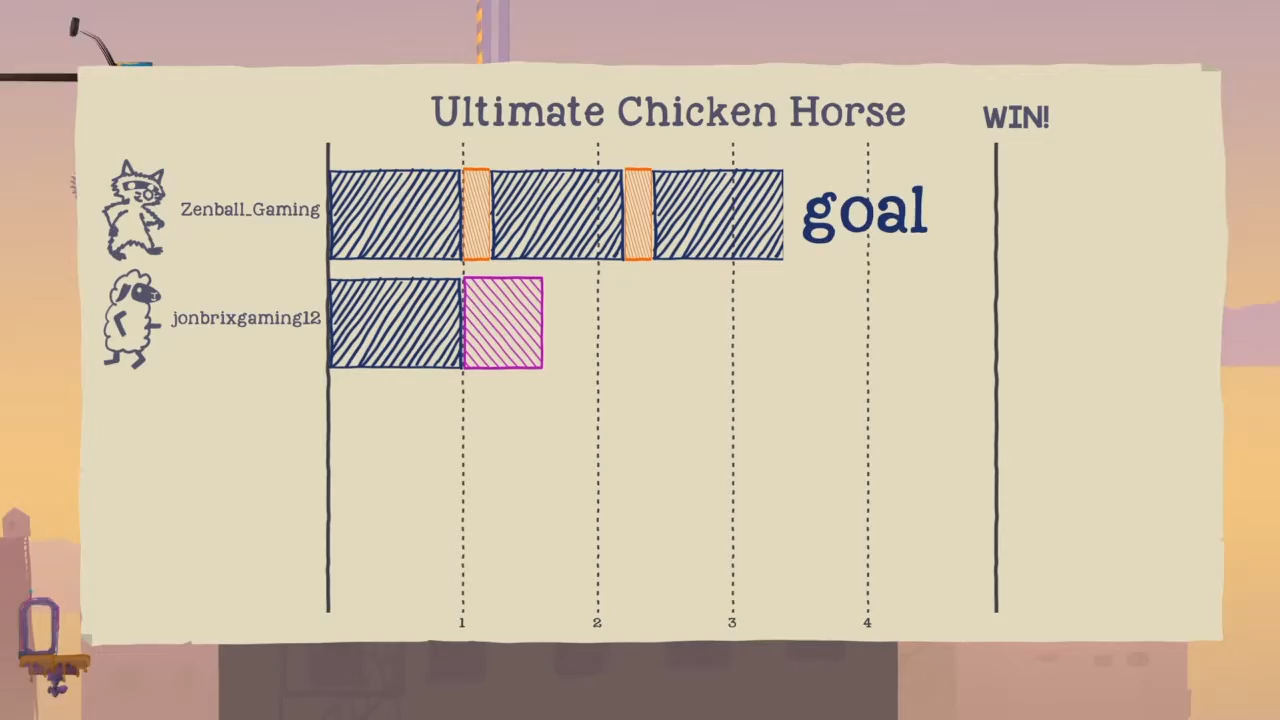 Ultimate Chicken Horse
WIN!
Zenball_Gaming
goal
jonbrixgaming12
1 2 3 4